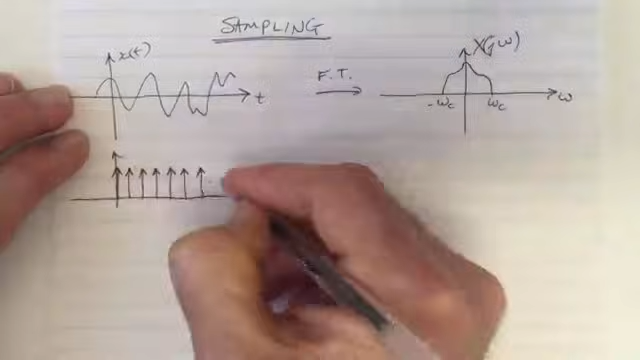 SAMPLING
x(t)
t
F.T.
X(jω)
-ωc
ωc
ω